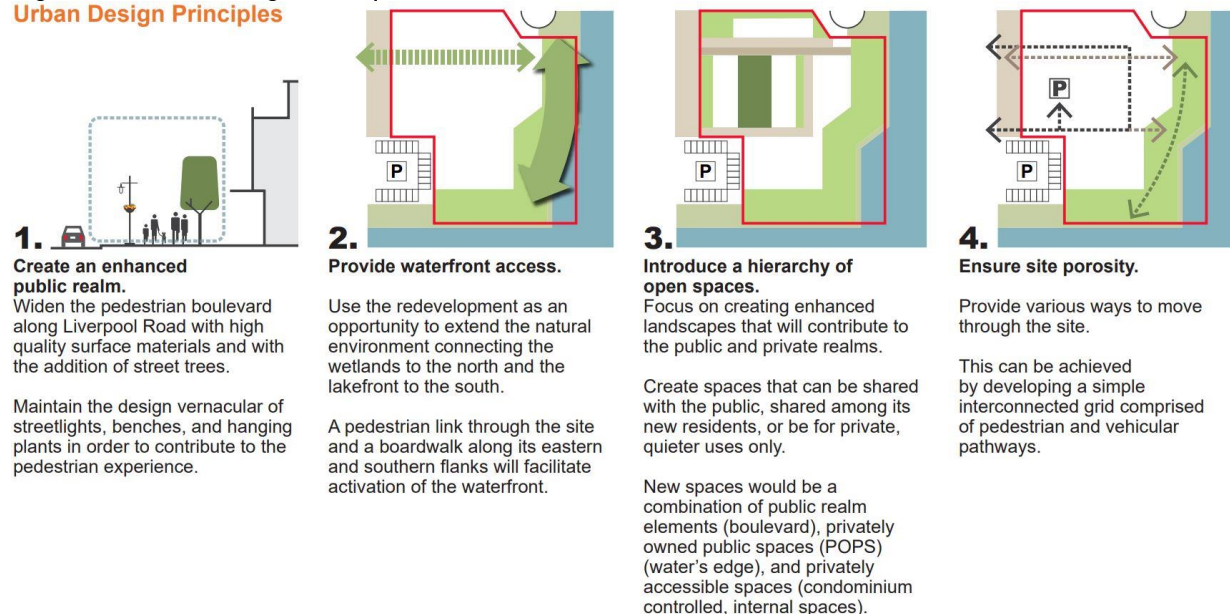 Urban Design Principles
1.
Create an enhanced
public realm.
Widen the pedestrian boulevard
along Liverpool Road with high
quality surface materials and with
the addition of street trees.
Maintain the design vernacular of
streetlights, benches, and hanging
plants in order to contribute to the
pedestrian experience.
P
2.
Provide waterfront access.
Use the redevelopment as an
opportunity to extend the natural
environment connecting the
wetlands to the north and the
lakefront to the south.
A pedestrian link through the site
and a boardwalk along its eastern
and southern flanks will facilitate
activation of the waterfront.
P
3.
Introduce a hierarchy of
open spaces.
Focus on creating enhanced
landscapes that will contribute to
the public and private realms.
Create spaces that can be shared
with the public, shared among its
new residents, or be for private,
quieter uses only.
New spaces would be a
combination of public realm
elements (boulevard), privately
owned public spaces (POPS)
(water's edge), and privately
accessible spaces (condominium
controlled, internal spaces).
P
P
4.
Ensure site porosity.
Provide various ways to move
through the site.
This can be achieved
by developing a simple
interconnected grid comprised
of pedestrian and vehicular
pathways.